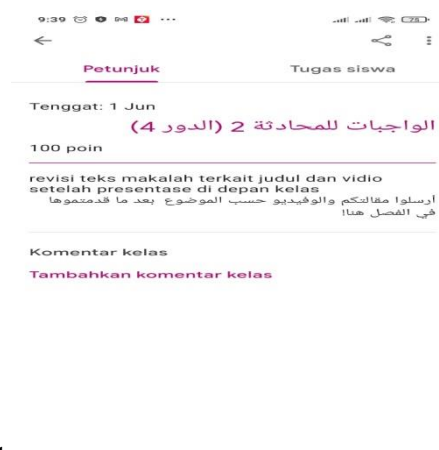 9:39
78
Petunjuk
Tugas siswa
Tenggat: 1 Jun
الواجبات للمحادثة 2 (الدور 4)
100 poin
revisi teks makalah terkait judul dan vidio
setelah presentase di depan kelas
أرسلوا مقالتكم والوفيديو حسب الموضوع بعد ما قدمتموها
في الفصل هنا!
Komentar kelas
Tambahkan komentar kelas